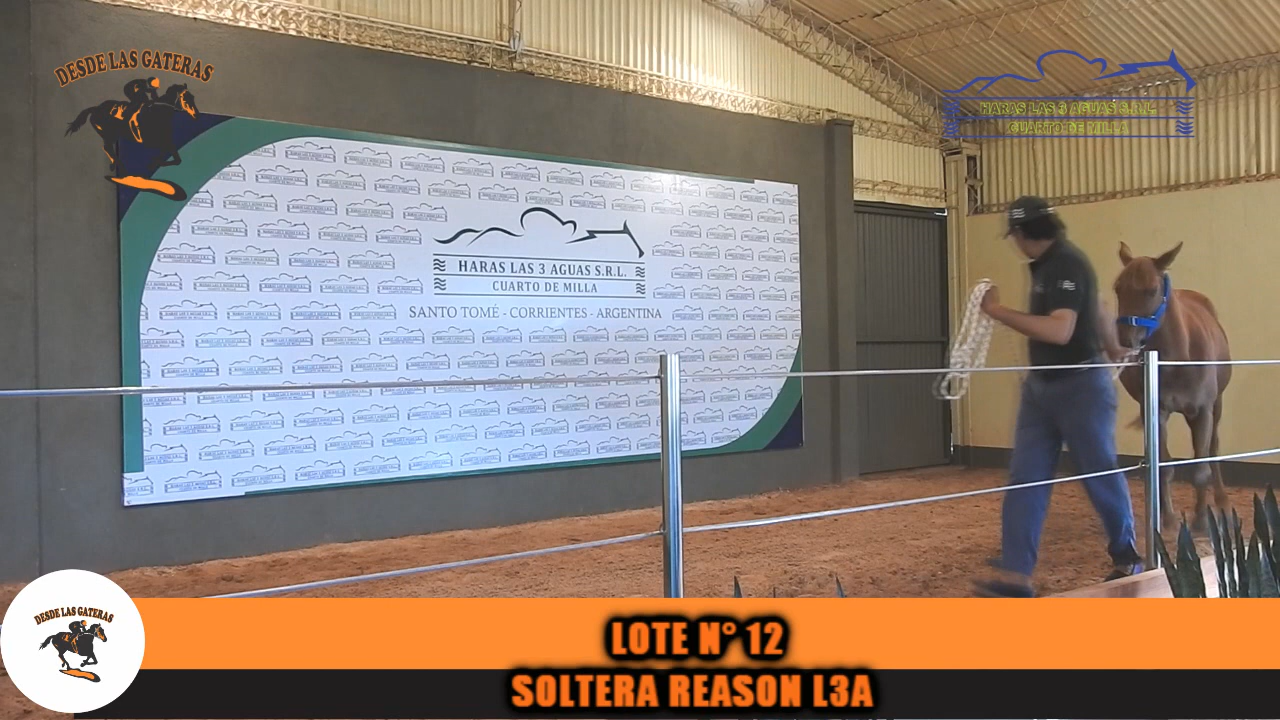 DESDE LAS GATERAS
HARAS LAS 3 AGUAS S.R.L.
CUARTO DE MILLA
HARAS LAS 3 AGUAS S.R.L.
CUARTO DE MILLA
SANTO TOMÉ - CORRIENTES - ARGENTINA
DESDE LAS GATERAS
LOTE N° 12
SOLTERA REASON L3A